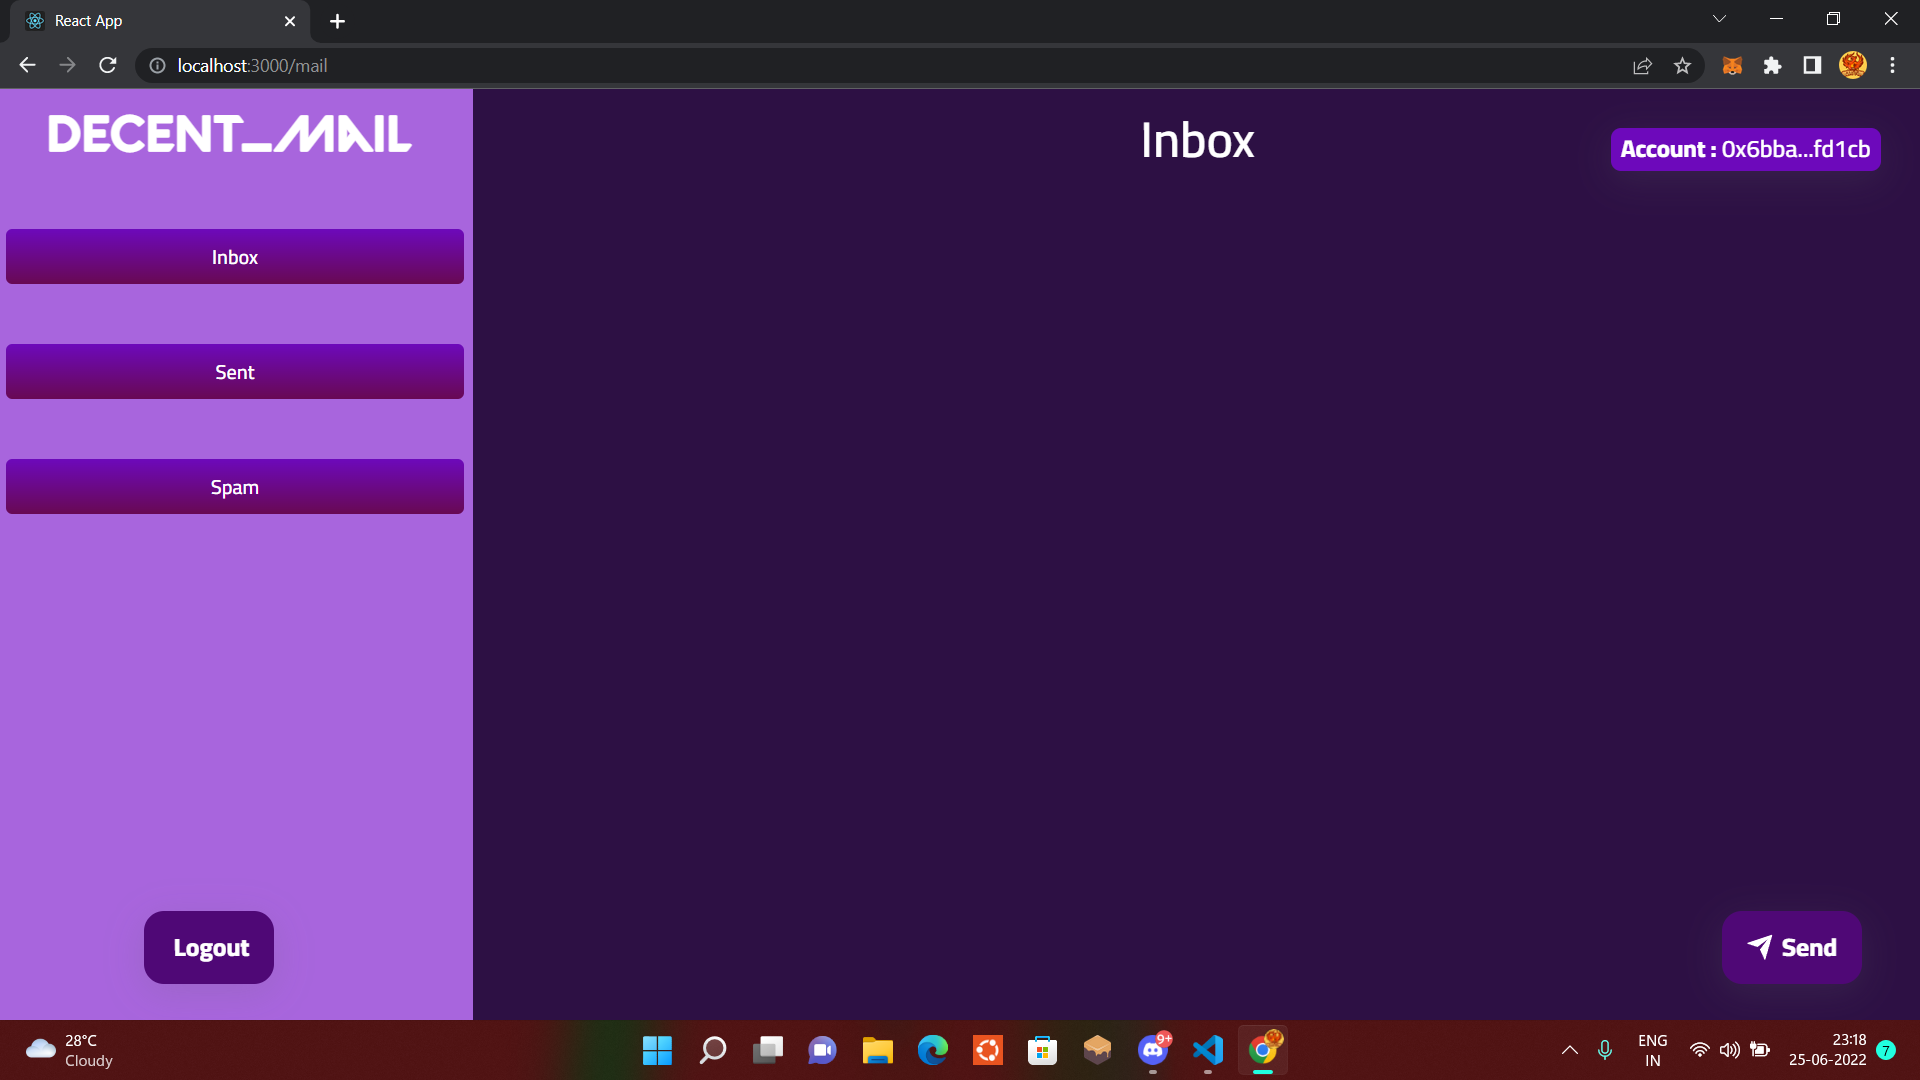 React App
localhost:3000/mail
DECENT_MAIL
Inbox
Account : 0x6bba...fd1cb
Inbox
Sent
Spam
Logout
Send
28°C
Cloudy
9+
ENG
IN
23:18
25-06-2022
7